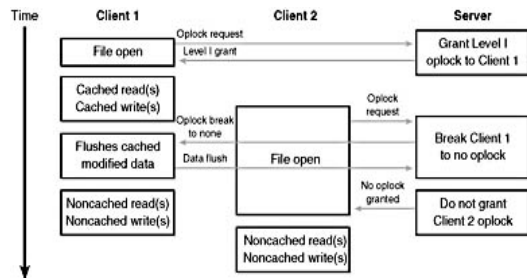 Time
Client 1
Client 2
Server
File open
Oplock request
Level I grant
Grant Level I
oplock to Client 1
Cached read(s)
Cached write(s)
Oplock
request
Oplock break
to none
Flushes cached
modified data
Data flush
File open
Break Client 1
to no oplock
No oplock
granted
Noncached read(s)
Noncached write(s)
Do not grant
Client 2 oplock
Noncached read(s)
Noncached write(s)